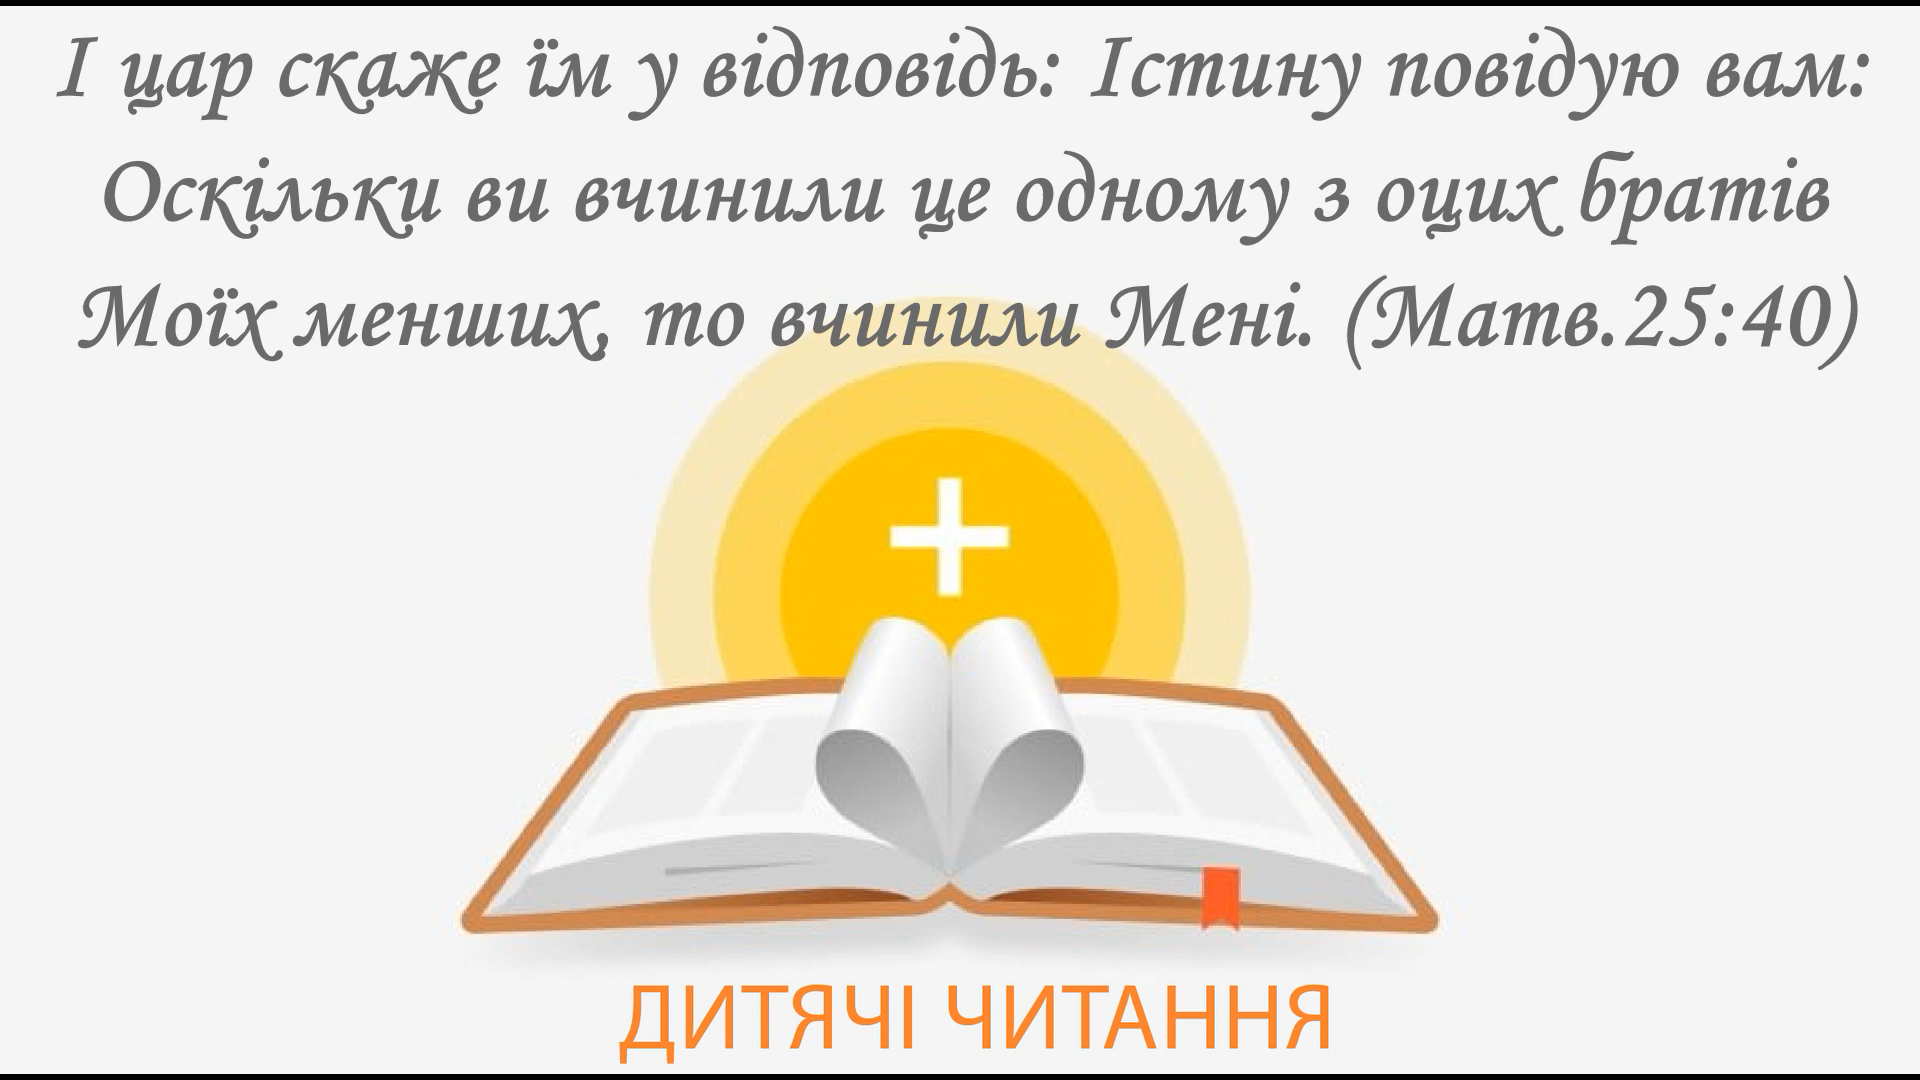 І цар скаже їм у відповідь: Істину повідую вам:
Оскільки ви вчинили це одному з оцих братів
Моїх менших, то вчинили Мені. (Матв.25:40)
ДИТЯЧІ ЧИТАННЯ